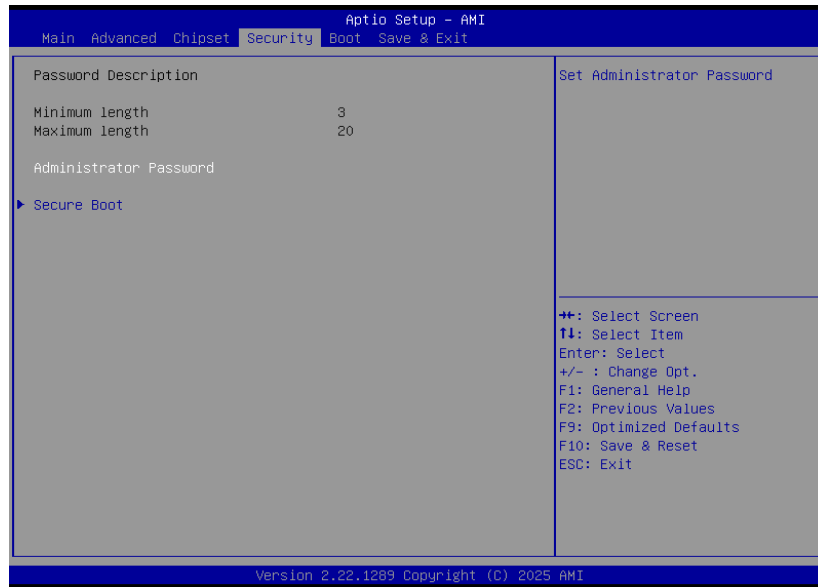 Aptio Setup – AMI
Main Advanced Chipset Security Boot Save & Exit
Password Description
Minimum length 3
Maximum length 20
Administrator Password
Secure Boot
Set Administrator Password
→←: Select Screen
↑↓: Select Item
Enter: Select
+/- : Change Opt.
F1: General Help
F2: Previous Values
F9: Optimized Defaults
F10: Save & Reset
ESC: Exit
Version 2.22.1289 Copyright (C) 2025 AMI